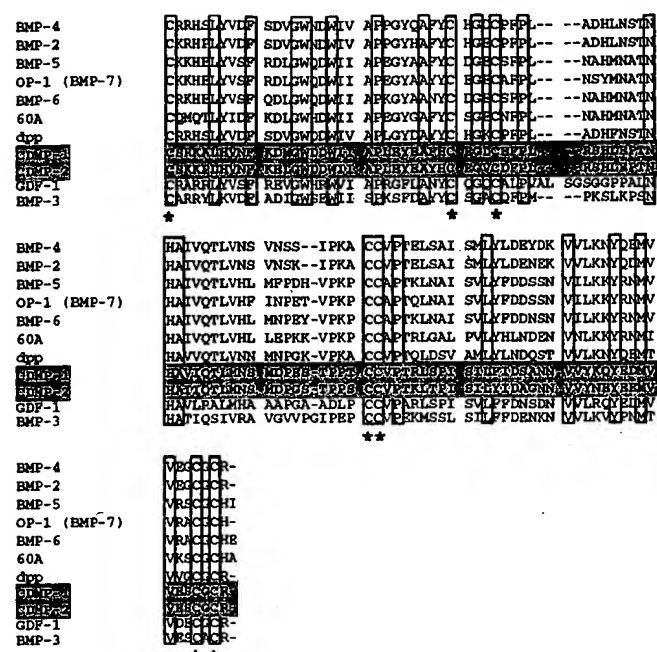 BMP-4 CRRHSLYVDF SDVGWNDWIV APPGYQAFYC HGDCPFPL-- --ADHLNSTN
BMP-2 CKRHPLYVDF SDVGWNDWIV APPGYHAFYC HGECPFPL-- --ADHLNSTN
BMP-5 CKKHELYVSF RDLGWQDWII APEGYAAFYC DGECSFPL-- --NAHMNATN
OP-1 (BMP-7) CKKHELYVSF RDLGWQDWII APEGYAAYYC EGECAFPL-- --NSYMNATN
BMP-6 CRKHELYVSF QDLGWQDWII APKGYAANYC DGECSFPL-- --NAHMNATN
60A CQMQTLYIDF KDLGWHDWII APEGYGAFYC SGECNFPL-- --NAHMNATN
dpp CRRHSLYVDF SDVGWDDWIV APLGYDAYYC HGKCPFPL-- --ADHFNSTN
GDF-1 CRARRLYVSF REVGWHRWVI APRGFLANYC QGQCALPVAL SGSGGPPALN
BMP-3 CARRYLKVDF ADIGWSEWII SPKSFDAYYC SGACQFPM-- --PKSLKPSN
* * *
BMP-4 HAIVQTLVNS VNSS--IPKA CCVPTELSAI SMLYLDEYDK VVLKNYQEMV
BMP-2 HAIVQTLVNS VNSK--IPKA CCVPTELSAI SMLYLDENEK VVLKNYQDMV
BMP-5 HAIVQTLVHL MFPDH-VPKP CCAPTKLNAI SVLYFDDSSN VILKKYRNMV
OP-1 (BMP-7) HAIVQTLVHF INPET-VPKP CCAPTQLNAI SVLYFDDSSN VILKKYRNMV
BMP-6 HAIVQTLVHL MNPEY-VPKP CCAPTKLNAI SVLYFDDNSN VILKKYRNMV
60A HAIVQTLVHL LEPKK-VPKP CCAPTRLGAL PVLYHLNDEN VNLKKYRNMI
dpp HAVVQTLVNN MNPGK-VPKA CCVPTQLDSV AMLYLNDQST VVLKNYQEMT
GDF-1 HAVLRALMHA AAPGA-ADLP CCVPARLSPI SVLFFDNSDN VVLRQYEDMV
BMP-3 HATIQSIVRA VGVVPGIPEP CCVPEKMSSL SILFFDENKN VVLKVYPNMT
**
BMP-4 VEGCGCR-
BMP-2 VEGCGCR-
BMP-5 VRSCGCHI
OP-1 (BMP-7) VRACGCH-
BMP-6 VRACGCHE
60A VKSCGCHA
dpp VVGCGCR-
GDF-1 VDECGCR-
BMP-3 VESCACR-
* *